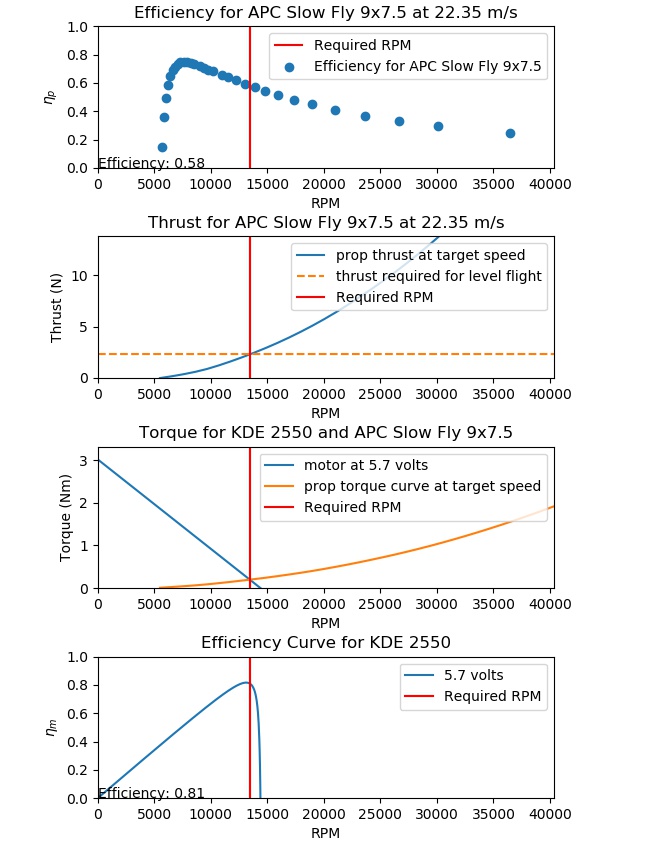 Efficiency for APC Slow Fly 9x7.5 at 22.35 m/s
1.0
0.8
0.6
0.4
0.2
0.0
ηp
Required RPM
Efficiency for APC Slow Fly 9x7.5
Efficiency: 0.58
0 5000 10000 15000 20000 25000 30000 35000 40000
RPM
Thrust for APC Slow Fly 9x7.5 at 22.35 m/s
10
5
0
Thrust (N)
prop thrust at target speed
thrust required for level flight
Required RPM
0 5000 10000 15000 20000 25000 30000 35000 40000
RPM
Torque for KDE 2550 and APC Slow Fly 9x7.5
3
2
1
0
Torque (Nm)
motor at 5.7 volts
prop torque curve at target speed
Required RPM
0 5000 10000 15000 20000 25000 30000 35000 40000
RPM
Efficiency Curve for KDE 2550
1.0
0.8
0.6
0.4
0.2
0.0
ηm
5.7 volts
Required RPM
Efficiency: 0.81
0 5000 10000 15000 20000 25000 30000 35000 40000
RPM